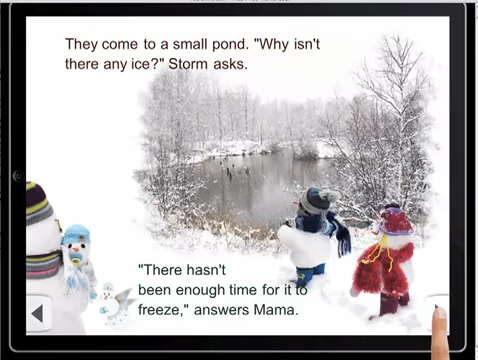 They come to a small pond. "Why isn't
there any ice?" Storm asks.
"There hasn't
been enough time for it to
freeze," answers Mama.